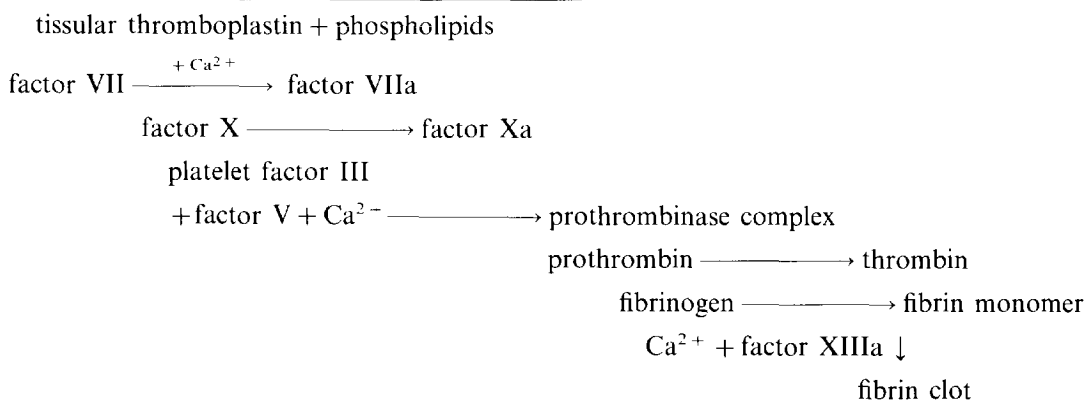 tissular thromboplastin + phospholipids
+ Ca²⁺
factor VII ⟶ factor VIIa
factor X ⟶ factor Xa
platelet factor III
+ factor V + Ca²⁻ ⟶ prothrombinase complex
prothrombin ⟶ thrombin
fibrinogen ⟶ fibrin monomer
Ca²⁺ + factor XIIIa ↓
fibrin clot